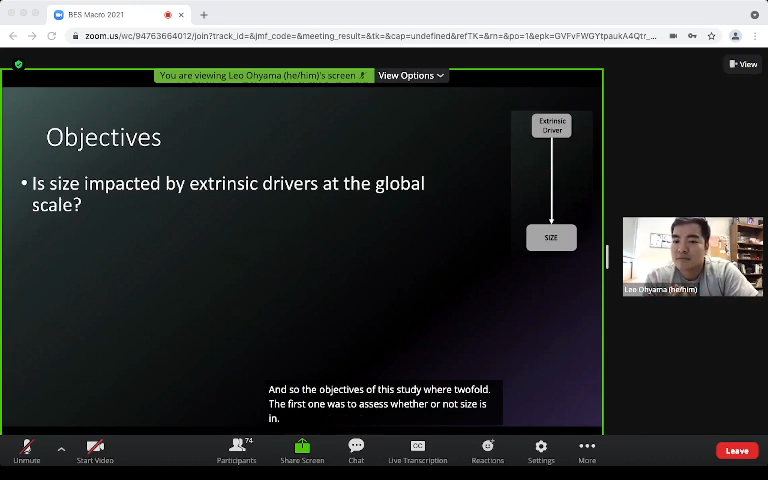 BES Macro 2021
zoom.us/wc/94763664012/join?track_id=&jmf_code=&meeting_result=&tk=&cap=undefined&refTK=&rn=&po=1&epk=GVFvFWGYtpaukA4Qtr_...
You are viewing Leo Ohyama (he/him)'s screen
View Options
View
Objectives
• Is size impacted by extrinsic drivers at the global
scale?
Extrinsic
Driver
SIZE
Leo Ohyama (he/him)
And so the objectives of this study where twofold.
The first one was to assess whether or not size is
in.
Unmute
Start Video
74
Participants
Share Screen
Chat
CC
Live Transcription
Reactions
Settings
More
Leave